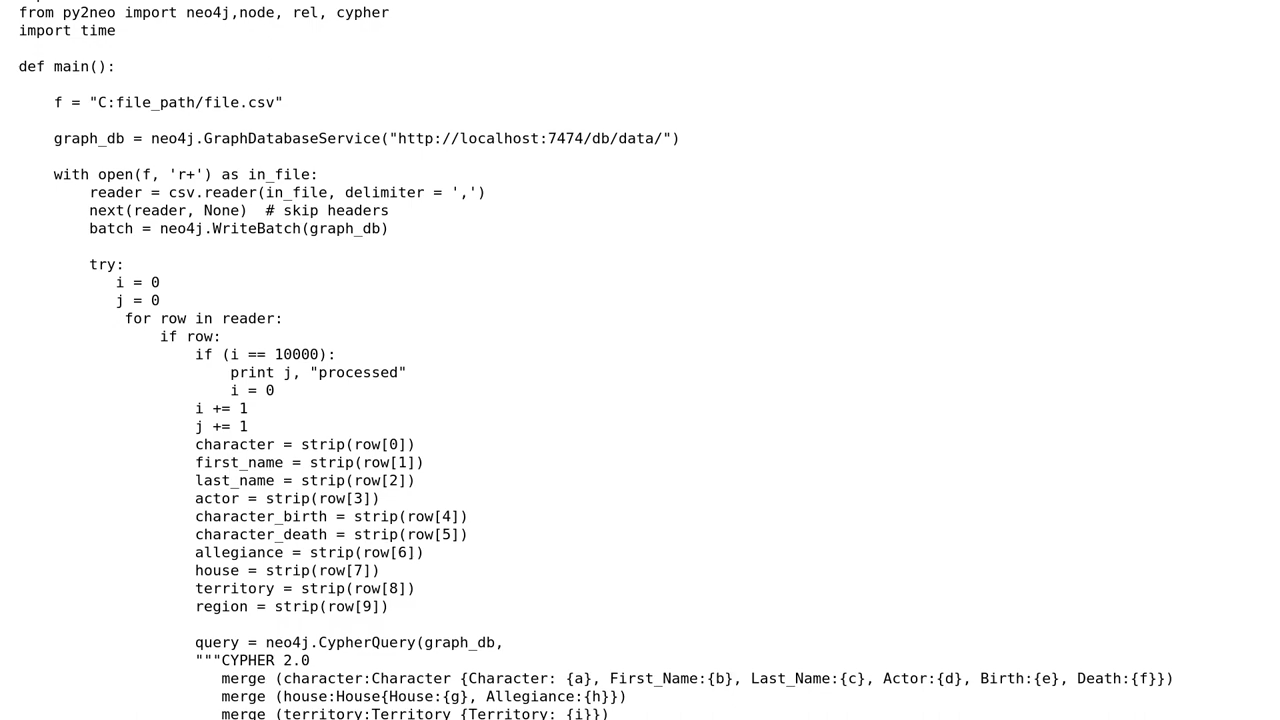 from py2neo import neo4j,node, rel, cypher
import time
def main():
f = "C:file_path/file.csv"
graph_db = neo4j.GraphDatabaseService("http://localhost:7474/db/data/")
with open(f, 'r+') as in_file:
reader = csv.reader(in_file, delimiter = ',')
next(reader, None)  # skip headers
batch = neo4j.WriteBatch(graph_db)
try:
i = 0
j = 0
for row in reader:
if row:
if (i == 10000):
print j, "processed"
i = 0
i += 1
j += 1
character = strip(row[0])
first_name = strip(row[1])
last_name = strip(row[2])
actor = strip(row[3])
character_birth = strip(row[4])
character_death = strip(row[5])
allegiance = strip(row[6])
house = strip(row[7])
territory = strip(row[8])
region = strip(row[9])
query = neo4j.CypherQuery(graph_db,
"""CYPHER 2.0
merge (character:Character {Character: {a}, First_Name:{b}, Last_Name:{c}, Actor:{d}, Birth:{e}, Death:{f}})
merge (house:House{House:{g}, Allegiance:{h}})
merge (territory:Territory {Territory: {i}})